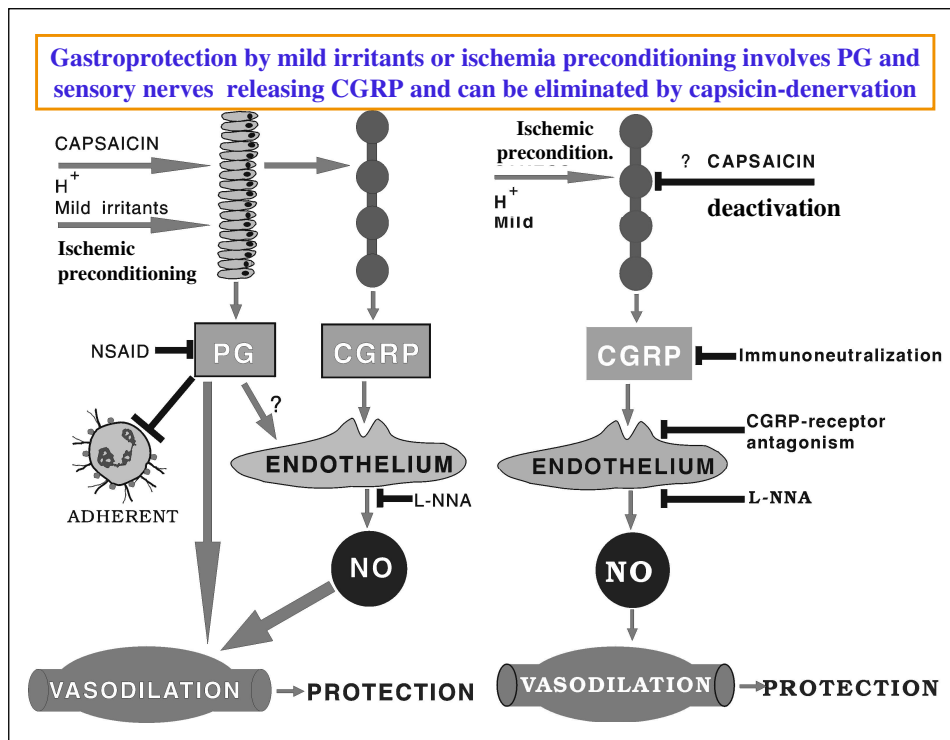 Gastroprotection by mild irritants or ischemia preconditioning involves PG and
sensory nerves releasing CGRP and can be eliminated by capsicin-denervation
CAPSAICIN
H+
Mild irritants
Ischemic
preconditioning
NSAID
PG
CGRP
?
ENDOTHELIUM
L-NNA
ADHERENT
NO
VASODILATION
PROTECTION
Ischemic
precondition.
H+
Mild
? CAPSAICIN
deactivation
CGRP
Immunoneutralization
CGRP-receptor
antagonism
ENDOTHELIUM
L-NNA
NO
VASODILATION
PROTECTION